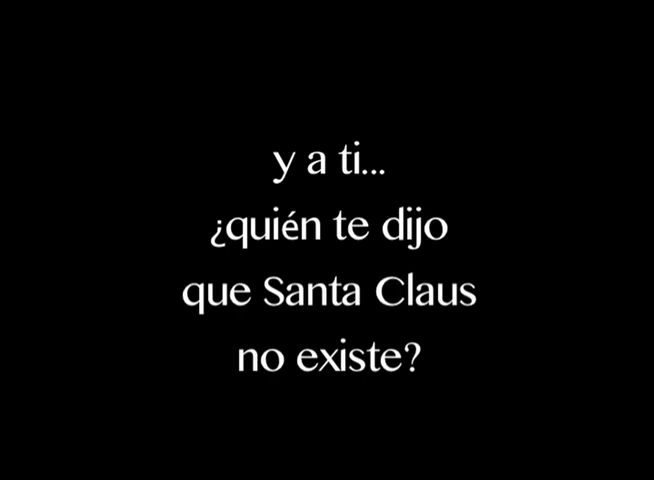 y a ti...
¿quién te dijo
que Santa Claus
no existe?